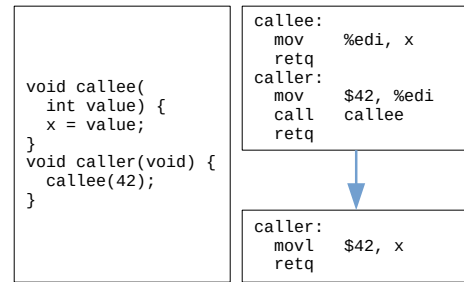 void callee(
  int value) {
  x = value;
}
void caller(void) {
  callee(42);
}
callee:
  mov    %edi, x
  retq
caller:
  mov    $42, %edi
  call   callee
  retq
caller:
  movl   $42, x
  retq